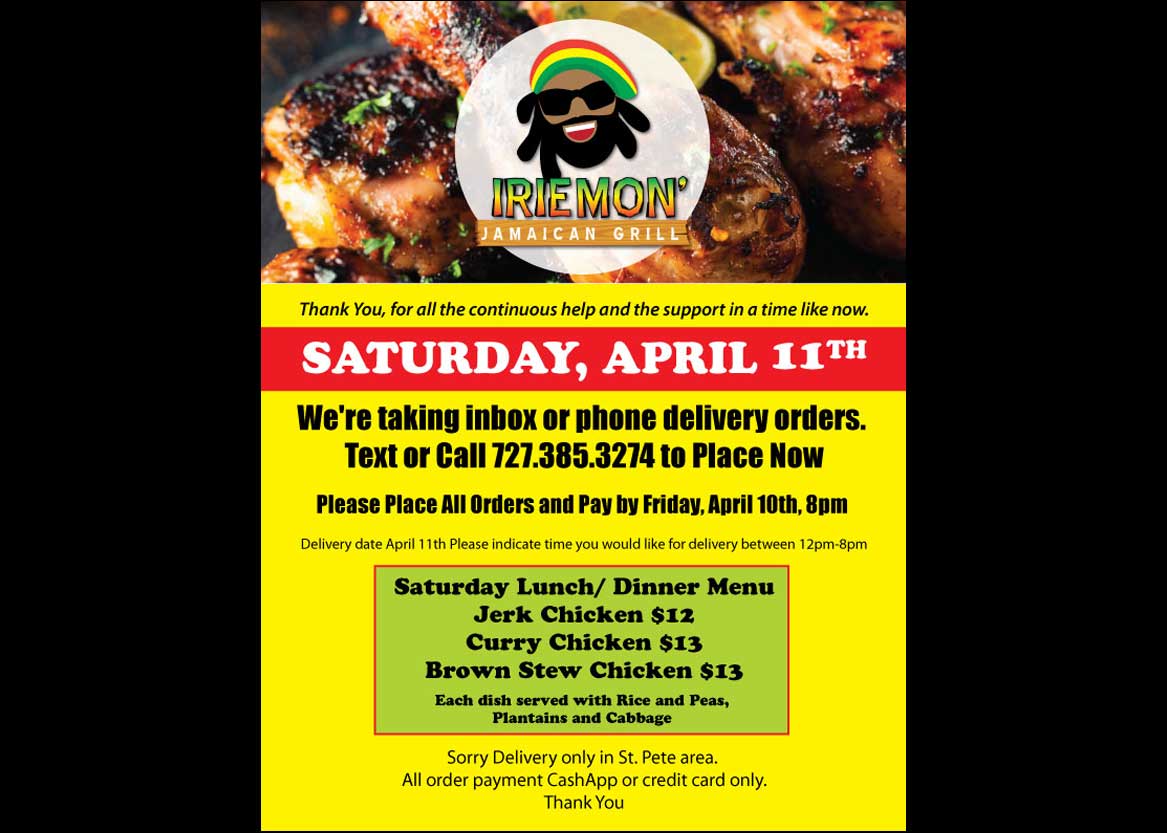 IRIEMON'
JAMAICAN GRILL
Thank You, for all the continuous help and the support in a time like now.
SATURDAY, APRIL 11TH
We're taking inbox or phone delivery orders.
Text or Call 727.385.3274 to Place Now
Please Place All Orders and Pay by Friday, April 10th, 8pm
Delivery date April 11th Please indicate time you would like for delivery between 12pm-8pm
Saturday Lunch/ Dinner Menu
Jerk Chicken $12
Curry Chicken $13
Brown Stew Chicken $13
Each dish served with Rice and Peas,
Plantains and Cabbage
Sorry Delivery only in St. Pete area.
All order payment CashApp or credit card only.
Thank You